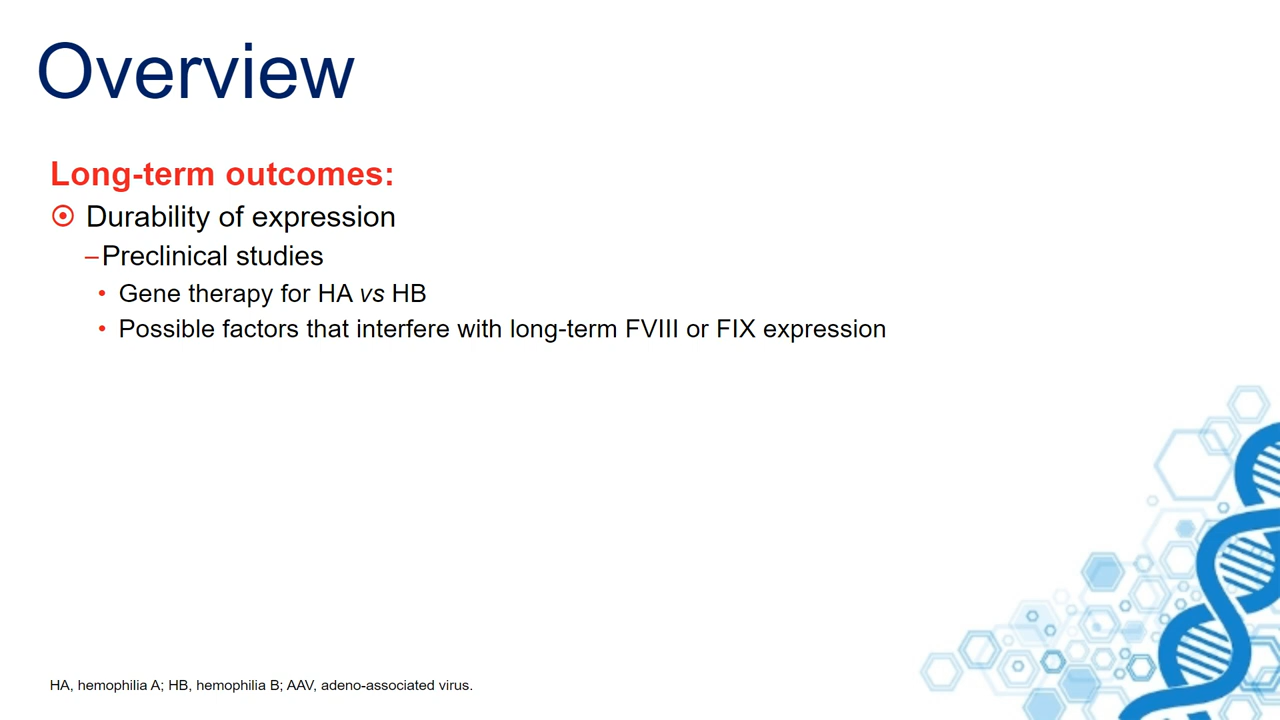 Overview
Long-term outcomes:
Durability of expression
–Preclinical studies
• Gene therapy for HA vs HB
• Possible factors that interfere with long-term FVIII or FIX expression
HA, hemophilia A; HB, hemophilia B; AAV, adeno-associated virus.